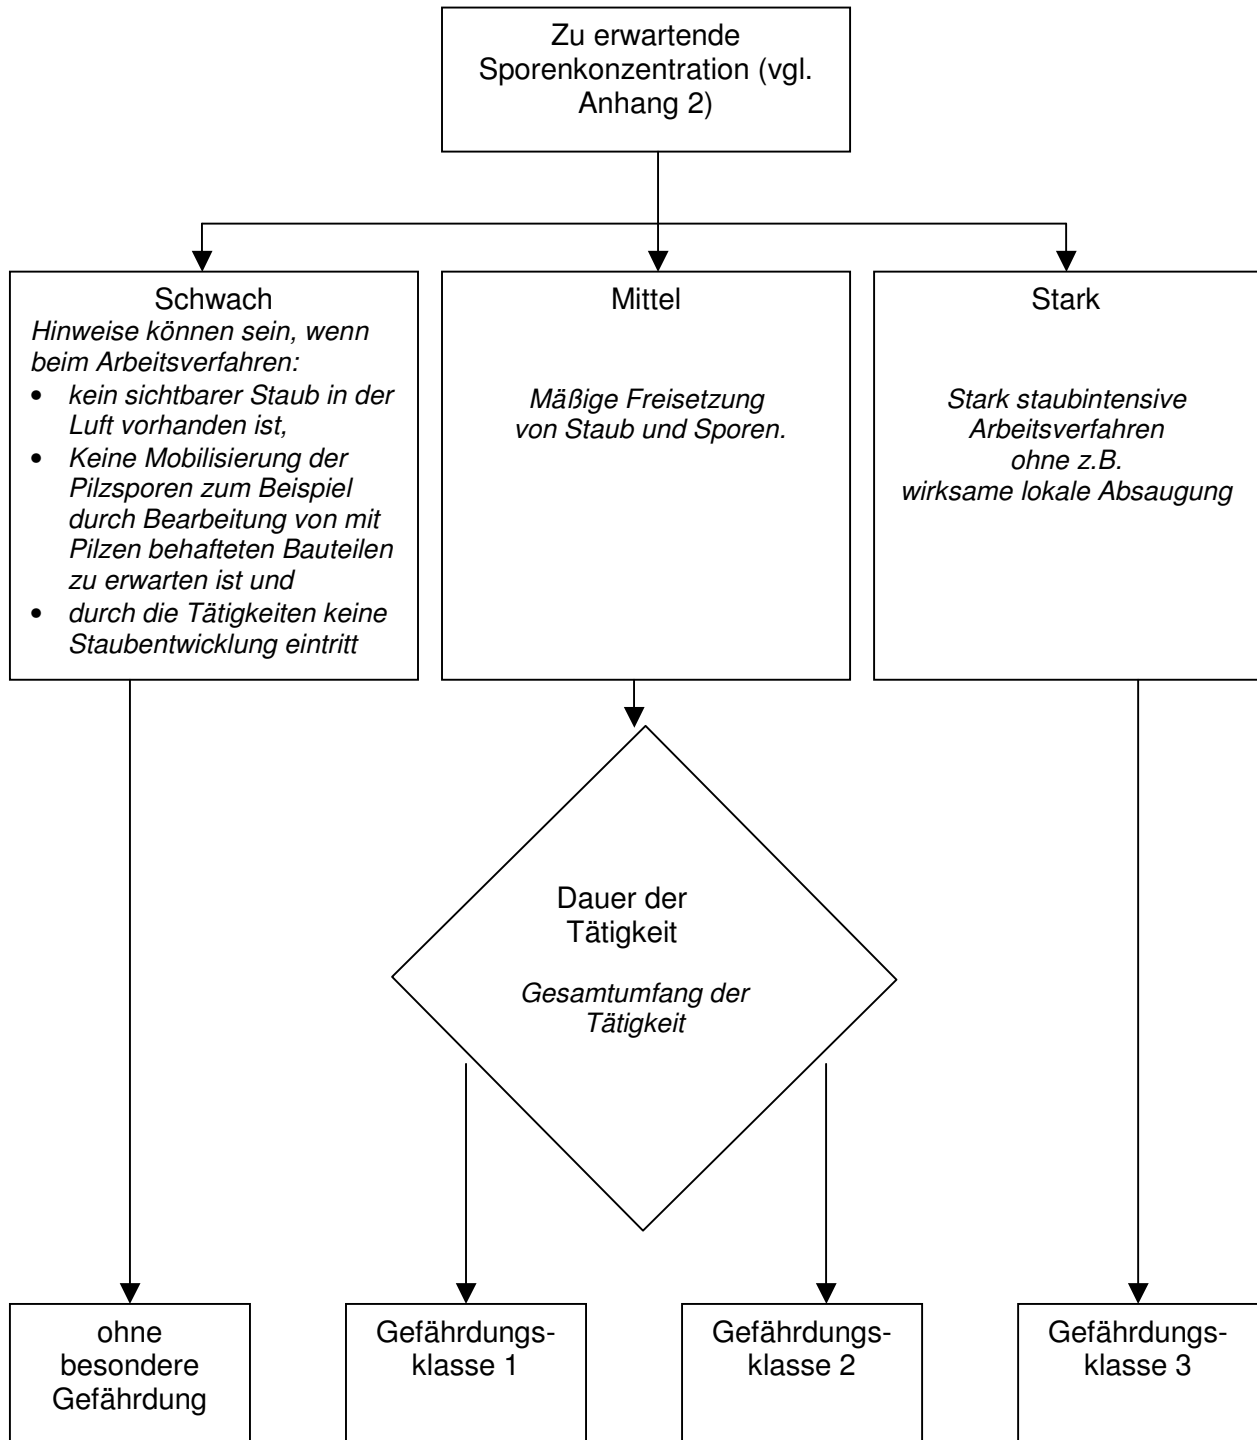 Zu erwartende
Sporenkonzentration (vgl.
Anhang 2)
Schwach
Hinweise können sein, wenn
beim Arbeitsverfahren:
• kein sichtbarer Staub in der
Luft vorhanden ist,
• Keine Mobilisierung der
Pilzsporen zum Beispiel
durch Bearbeitung von mit
Pilzen behafteten Bauteilen
zu erwarten ist und
• durch die Tätigkeiten keine
Staubentwicklung eintritt
Mittel
Mäßige Freisetzung
von Staub und Sporen.
Stark
Stark staubintensive
Arbeitsverfahren
ohne z.B.
wirksame lokale Absaugung
Dauer der
Tätigkeit
Gesamtumfang der
Tätigkeit
ohne
besondere
Gefährdung
Gefährdungs-
klasse 1
Gefährdungs-
klasse 2
Gefährdungs-
klasse 3